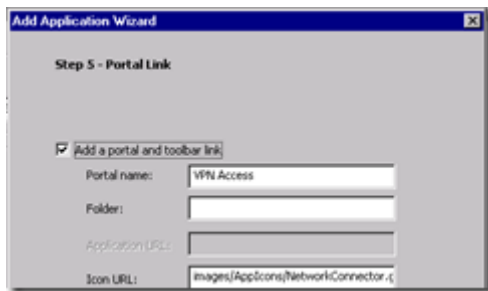 Add Application Wizard
Step 5 - Portal Link
Add a portal and toolbar link
Portal name: VPN Access
Folder:
Application URL:
Icon URL: images/AppIcons/NetworkConnector.g